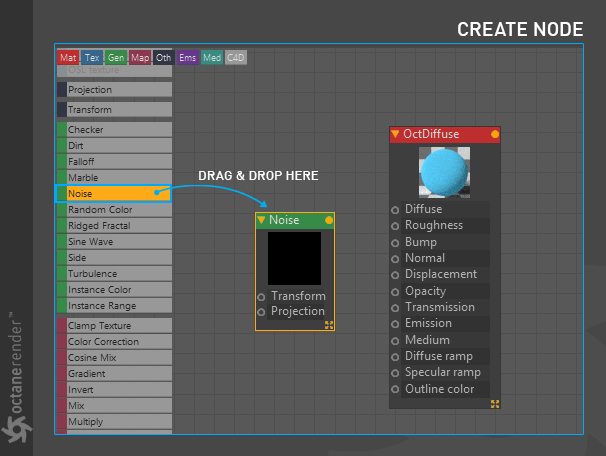 CREATE NODE
Mat Tex Gen Map Oth Ems Med C4D
OSL texture
Projection
Transform
Checker
Dirt
Falloff
Marble
Noise
Random Color
Ridged Fractal
Sine Wave
Side
Turbulence
Instance Color
Instance Range
Clamp Texture
Color Correction
Cosine Mix
Gradient
Invert
Mix
Multiply
DRAG & DROP HERE
Noise
Transform
Projection
OctDiffuse
Diffuse
Roughness
Bump
Normal
Displacement
Opacity
Transmission
Emission
Medium
Diffuse ramp
Specular ramp
Outline color
octanerender™